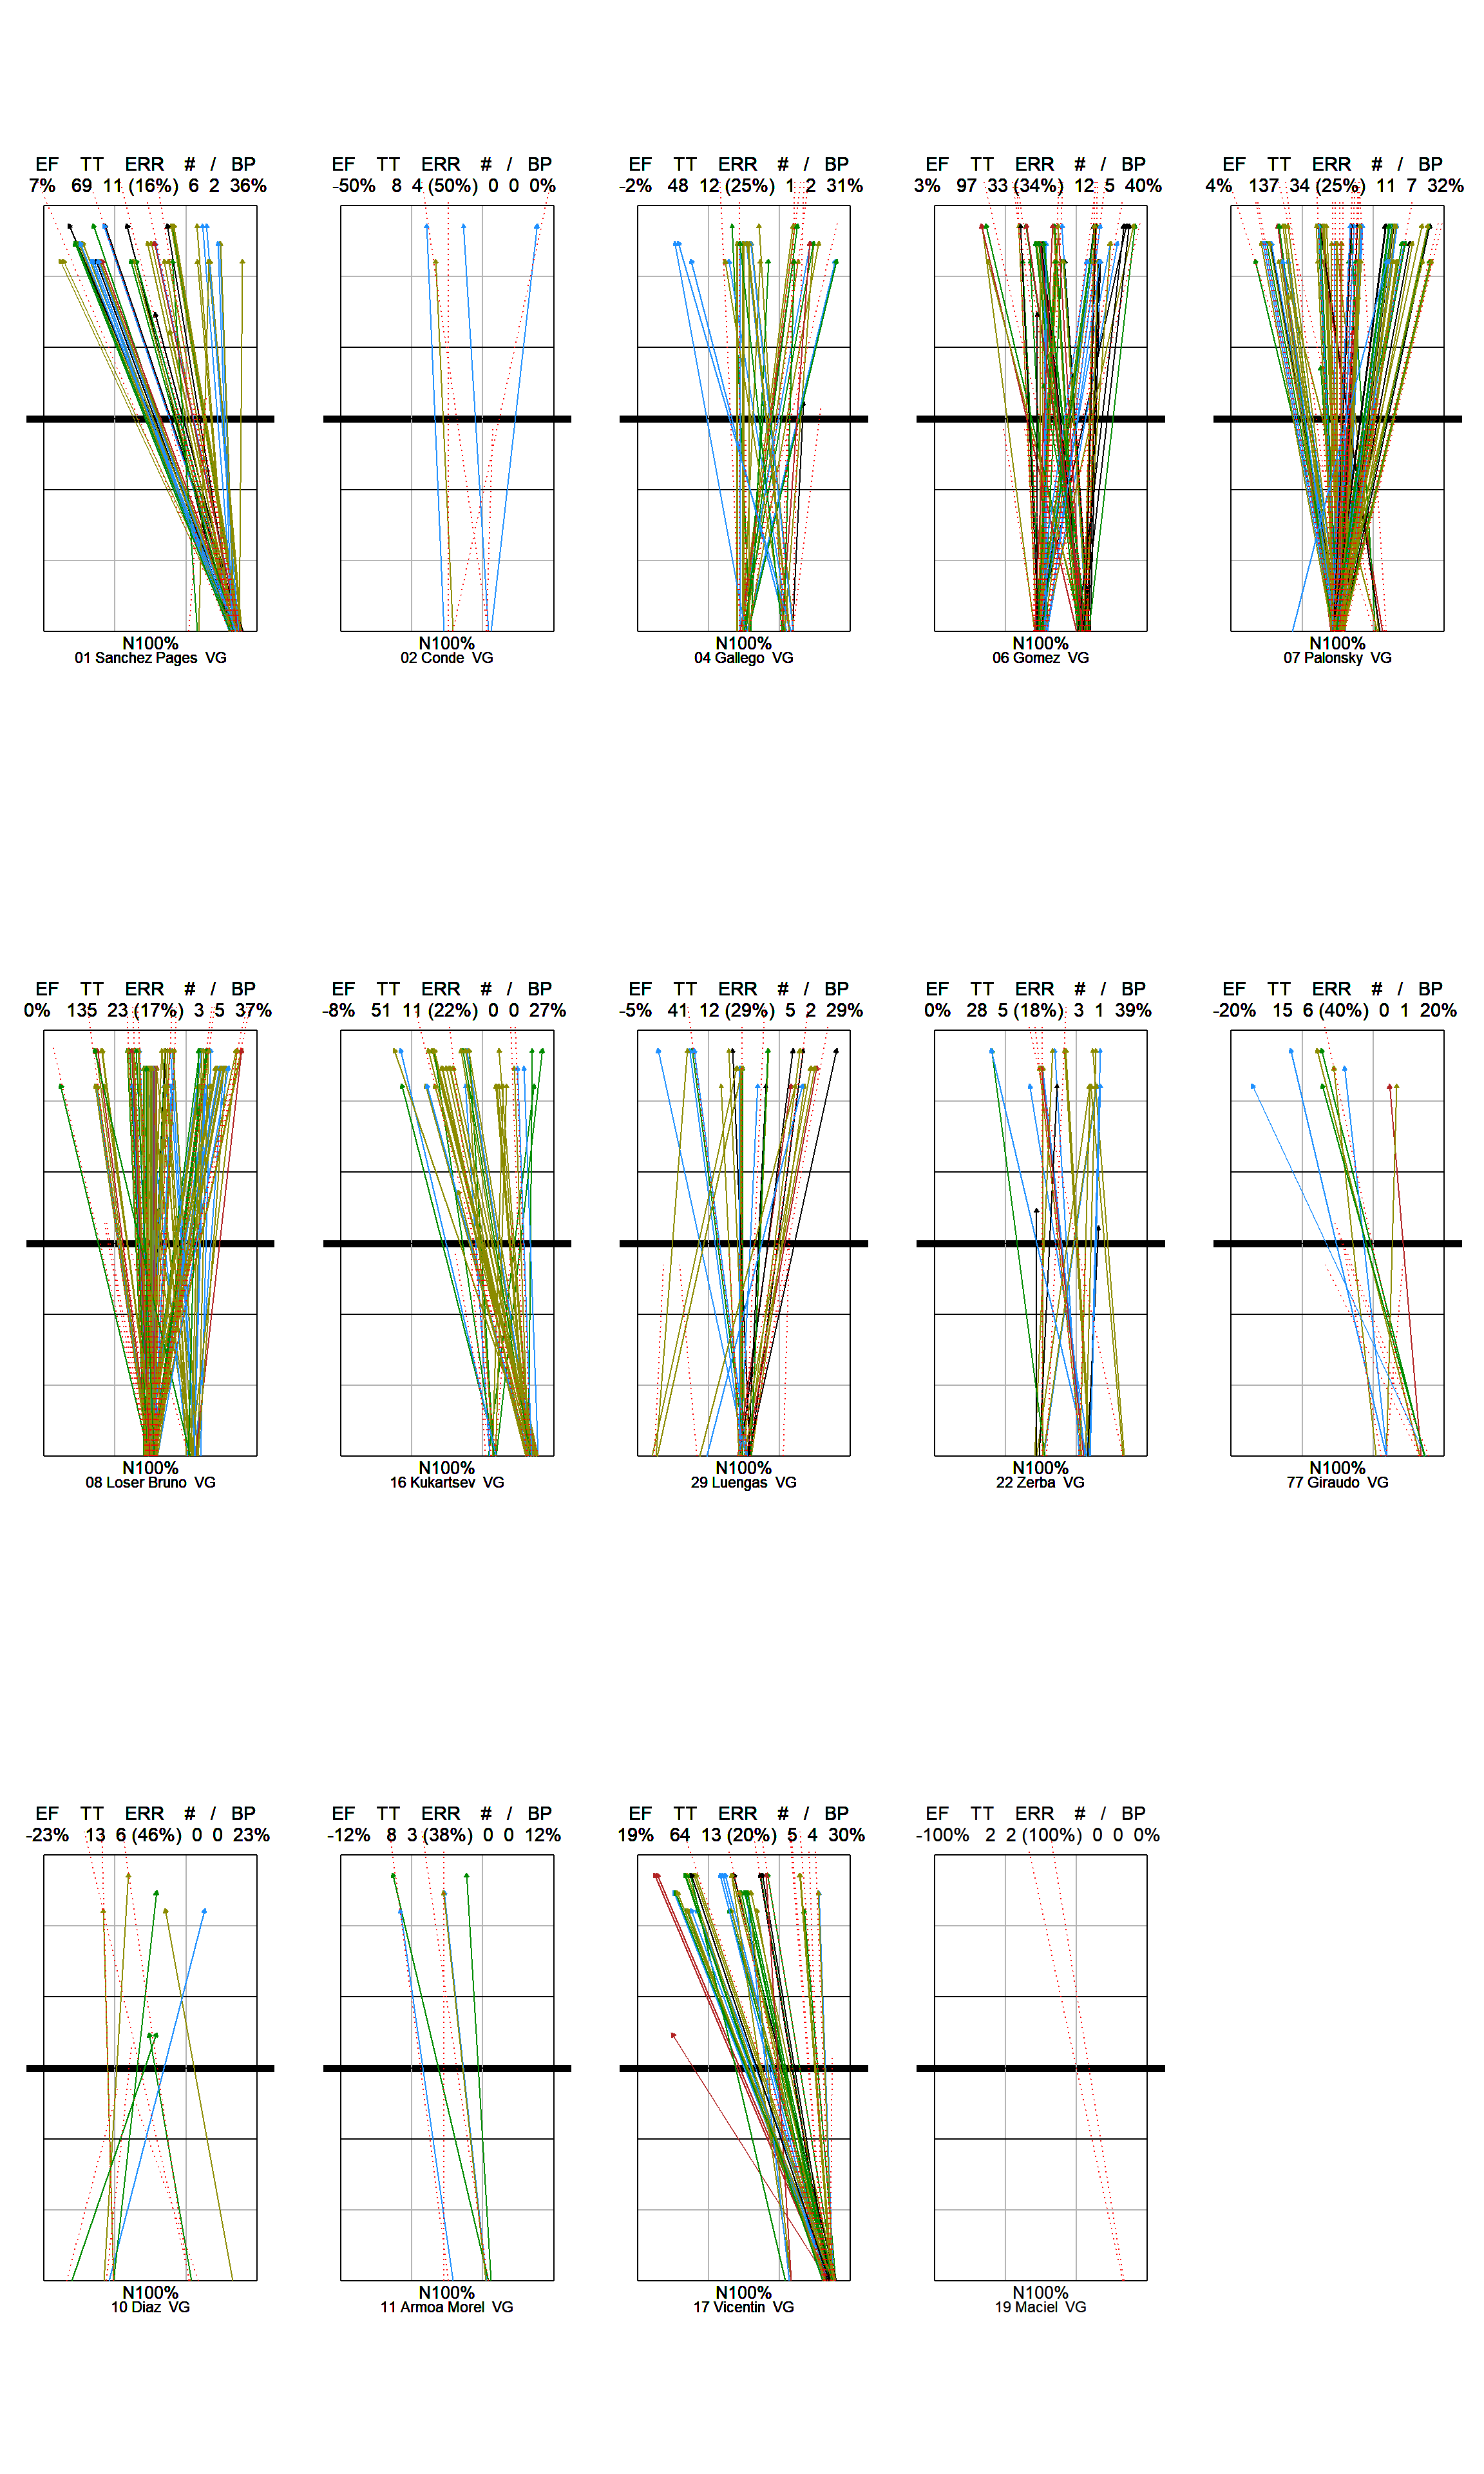 EF TT ERR # / BP
7% 69 11 (16%) 6 2 36%
N100%
01 Sanchez Pages VG
EF TT ERR # / BP
-50% 8 4 (50%) 0 0 0%
N100%
02 Conde VG
EF TT ERR # / BP
-2% 48 12 (25%) 1 2 31%
N100%
04 Gallego VG
EF TT ERR # / BP
3% 97 33 (34%) 12 5 40%
N100%
06 Gomez VG
EF TT ERR # / BP
4% 137 34 (25%) 11 7 32%
N100%
07 Palonsky VG
EF TT ERR # / BP
0% 135 23 (17%) 3 5 37%
N100%
08 Loser Bruno VG
EF TT ERR # / BP
-8% 51 11 (22%) 0 0 27%
N100%
16 Kukartsev VG
EF TT ERR # / BP
-5% 41 12 (29%) 5 2 29%
N100%
29 Luengas VG
EF TT ERR # / BP
0% 28 5 (18%) 3 1 39%
N100%
22 Zerba VG
EF TT ERR # / BP
-20% 15 6 (40%) 0 1 20%
N100%
77 Giraudo VG
EF TT ERR # / BP
-23% 13 6 (46%) 0 0 23%
N100%
10 Diaz VG
EF TT ERR # / BP
-12% 8 3 (38%) 0 0 12%
N100%
11 Armoa Morel VG
EF TT ERR # / BP
19% 64 13 (20%) 5 4 30%
N100%
17 Vicentin VG
EF TT ERR # / BP
-100% 2 2 (100%) 0 0 0%
N100%
19 Maciel VG